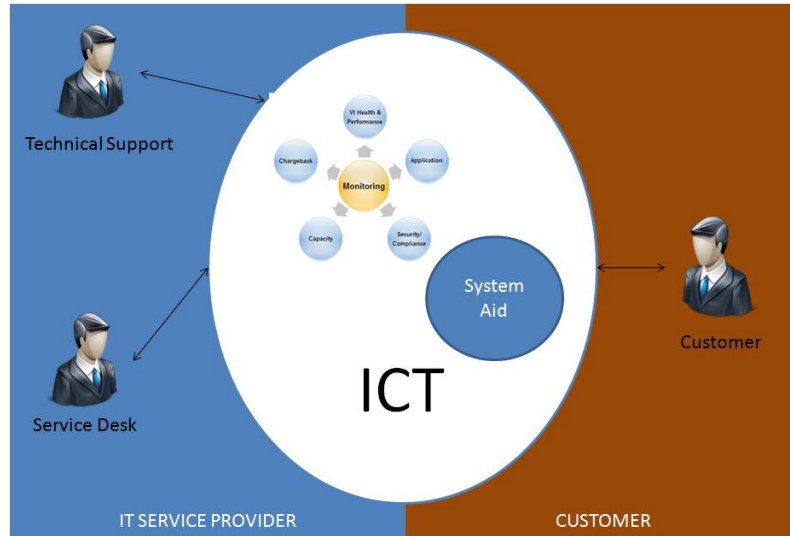 Technical Support
VI Health &
Performance
Chargeback
Application
Monitoring
Capacity
Security/
Compliance
System
Aid
Customer
ICT
Service Desk
IT SERVICE PROVIDER
CUSTOMER